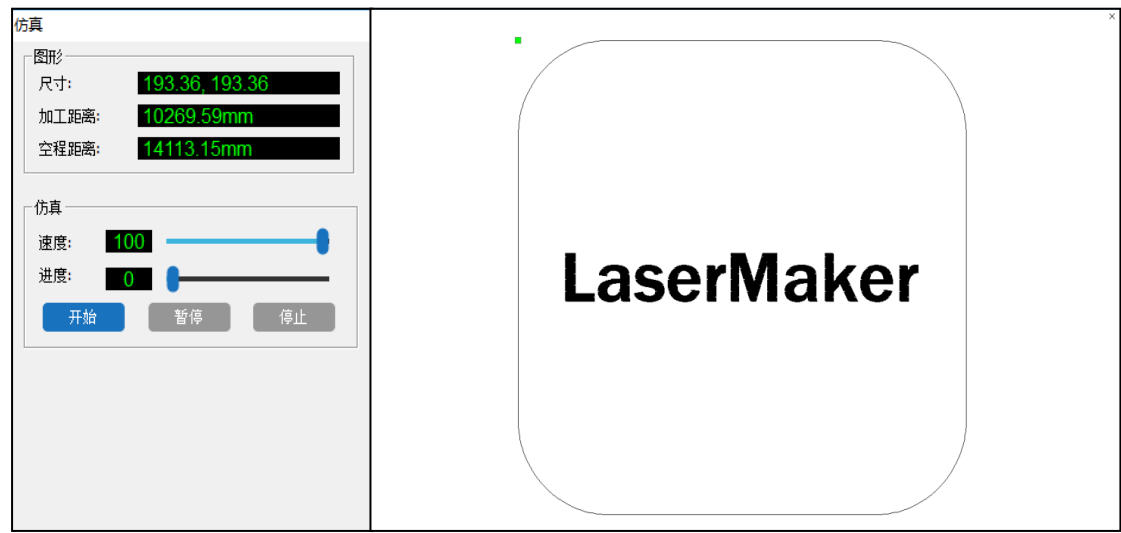 仿真
图形
尺寸: 193.36, 193.36
加工距离: 10269.59mm
空程距离: 14113.15mm
仿真
速度: 100
进度: 0
开始 暂停 停止
×
LaserMaker